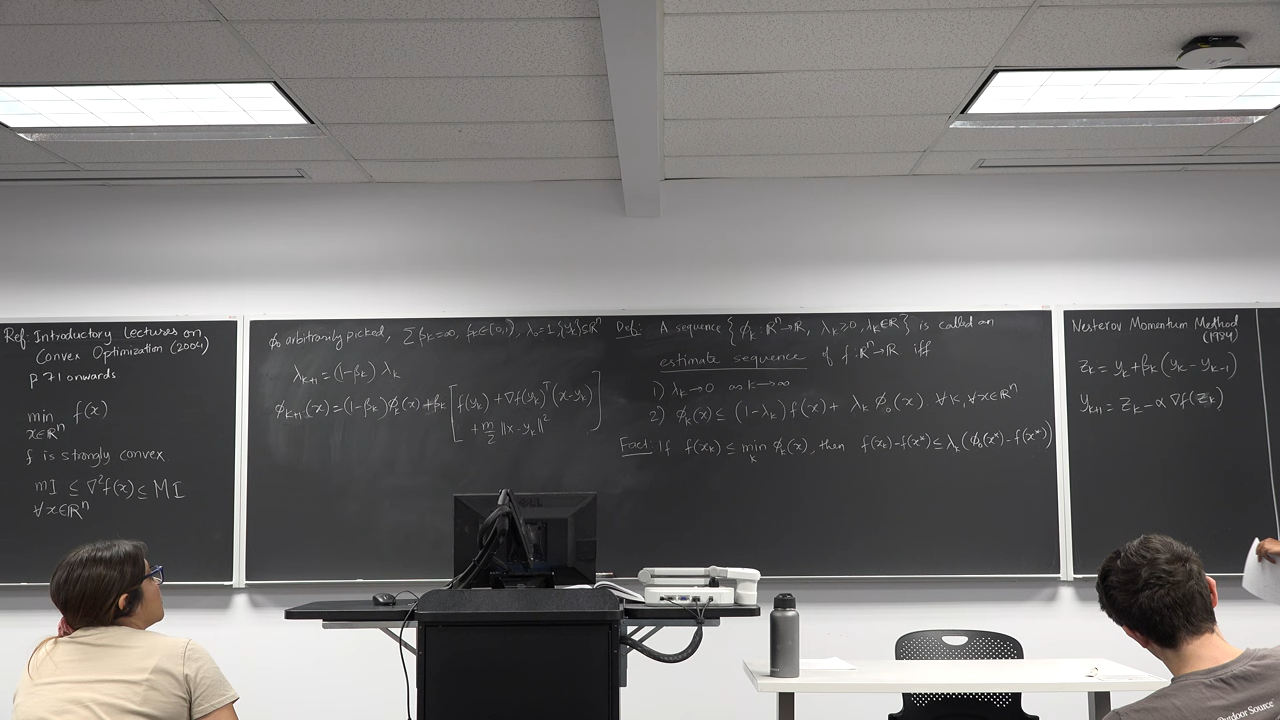 Ref: Introductory Lectures on
Convex Optimization (2004)
p 71 onwards
min f(x)
x∈ℝⁿ
f is strongly convex
mI ≤ ∇²f(x) ≤ MI
∀x∈ℝⁿ
φ₀ arbitrarily picked, Σβₖ=∞, βₖ∈[0,1), λ₀=1, {yₖ}⊆ℝⁿ
λₖ₊₁ = (1-βₖ) λₖ
φₖ₊₁(x) = (1-βₖ)φₖ(x) + βₖ [f(yₖ) + ∇f(yₖ)ᵀ(x-yₖ)
+ m/2 ||x-yₖ||²]
Def: A sequence {φₖ: ℝⁿ→ℝ, λₖ≥0, λₖ∈ℝ} is called an
estimate sequence of f: ℝⁿ→ℝ iff
1) λₖ→0 as k→∞
2) φₖ(x) ≤ (1-λₖ) f(x) + λₖ φ₀(x) ∀k, ∀x∈ℝⁿ
Fact: If f(xₖ) ≤ min φₖ(x), then f(xₖ)-f(x*) ≤ λₖ(φ₀(x*)-f(x*))
k
Nesterov Momentum Method
(1984)
zₖ = yₖ + βₖ (yₖ - yₖ₋₁)
yₖ₊₁ = zₖ - α ∇f(zₖ)
DELL
Outdoor Source